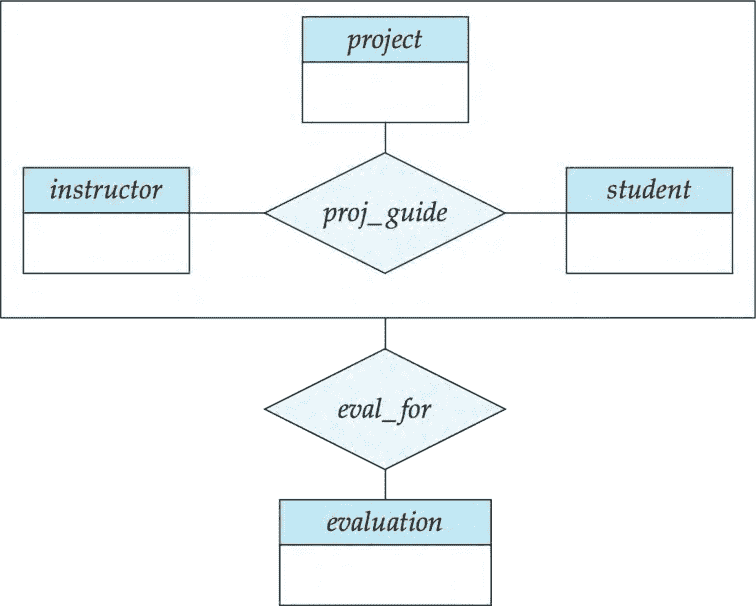 project
instructor
proj_guide
student
eval_for
evaluation